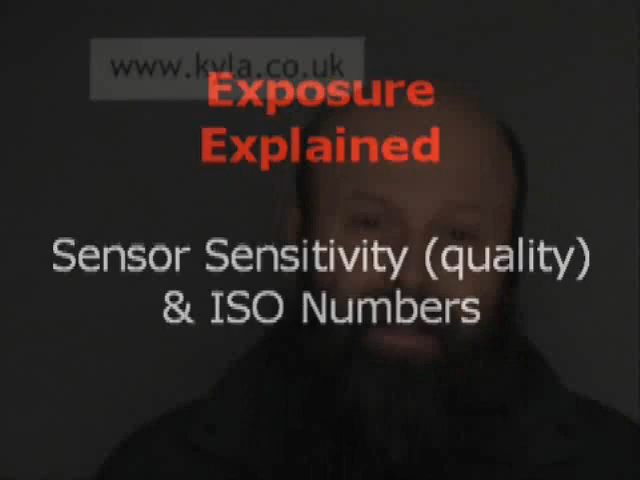 www.kyla.co.uk
Exposure
Explained
Sensor Sensitivity (quality)
& ISO Numbers